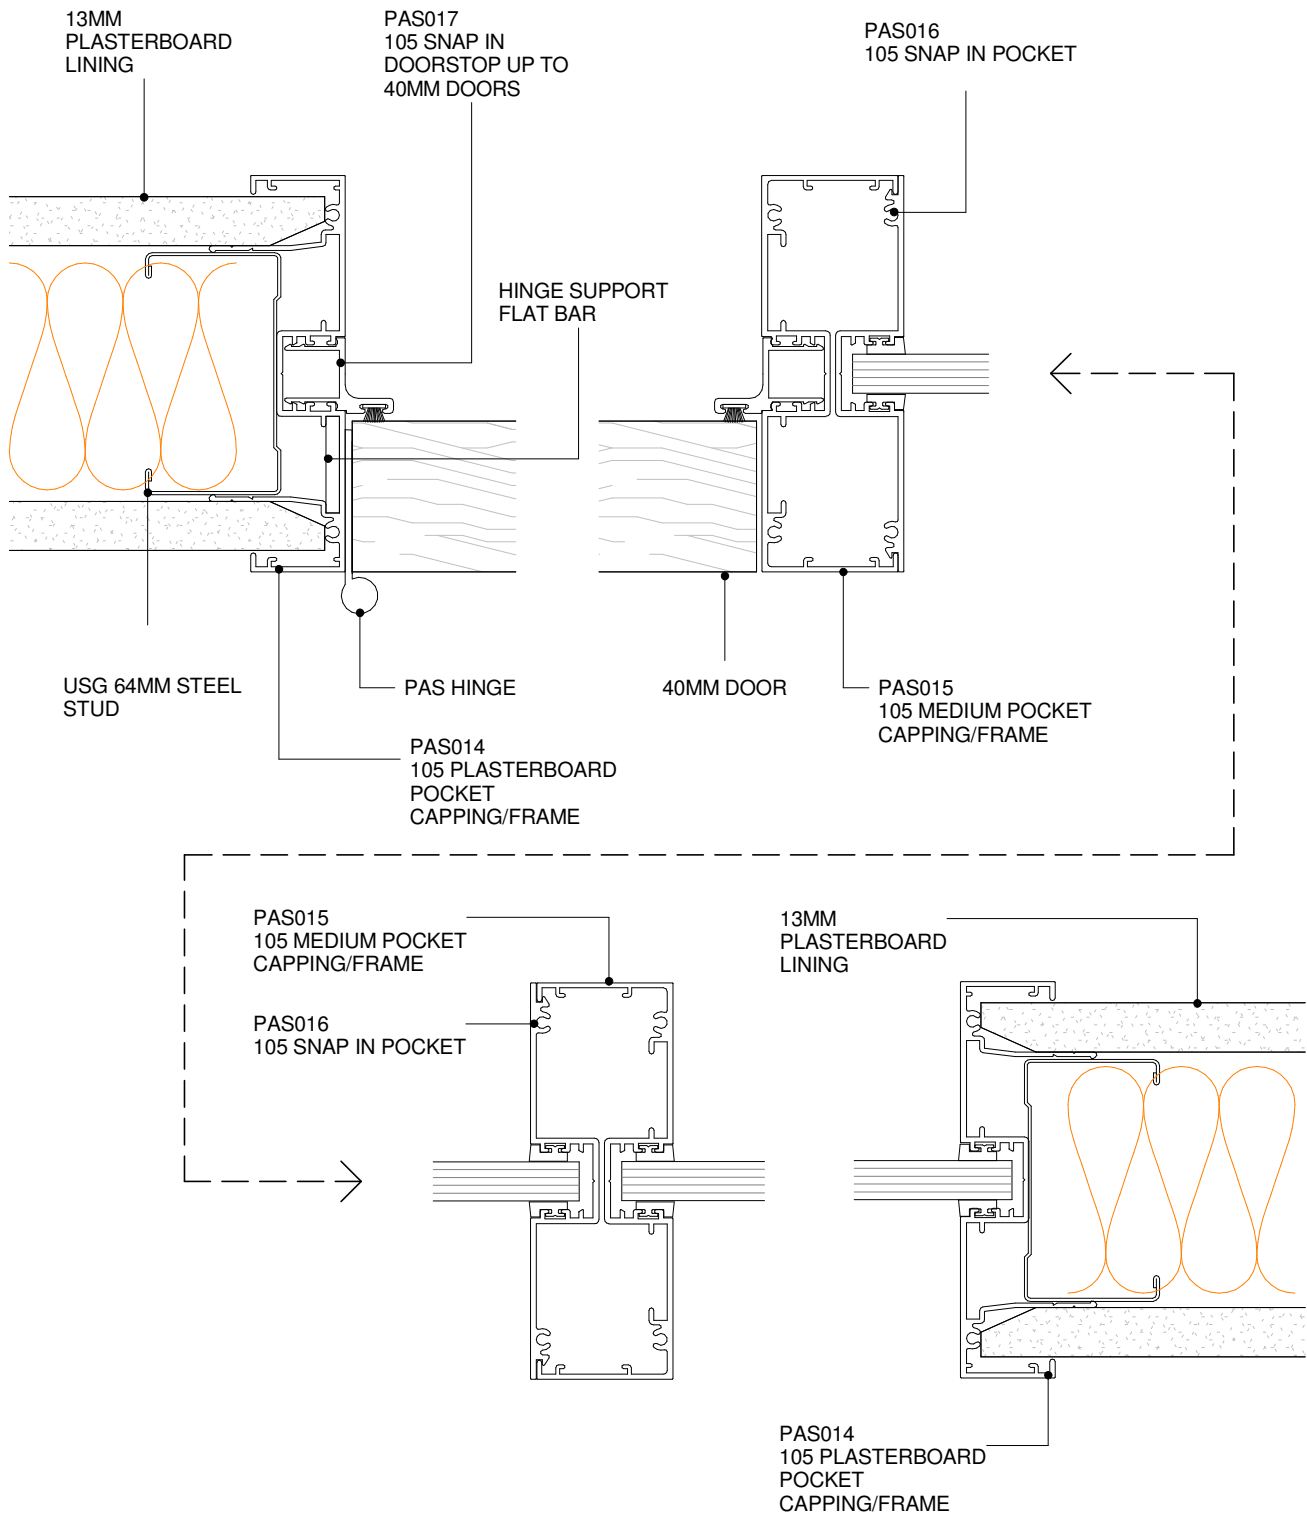 13MM
PLASTERBOARD
LINING
PAS017
105 SNAP IN
DOORSTOP UP TO
40MM DOORS
PAS016
105 SNAP IN POCKET
HINGE SUPPORT
FLAT BAR
USG 64MM STEEL
STUD
PAS HINGE
40MM DOOR
PAS015
105 MEDIUM POCKET
CAPPING/FRAME
PAS014
105 PLASTERBOARD
POCKET
CAPPING/FRAME
PAS015
105 MEDIUM POCKET
CAPPING/FRAME
PAS016
105 SNAP IN POCKET
13MM
PLASTERBOARD
LINING
PAS014
105 PLASTERBOARD
POCKET
CAPPING/FRAME